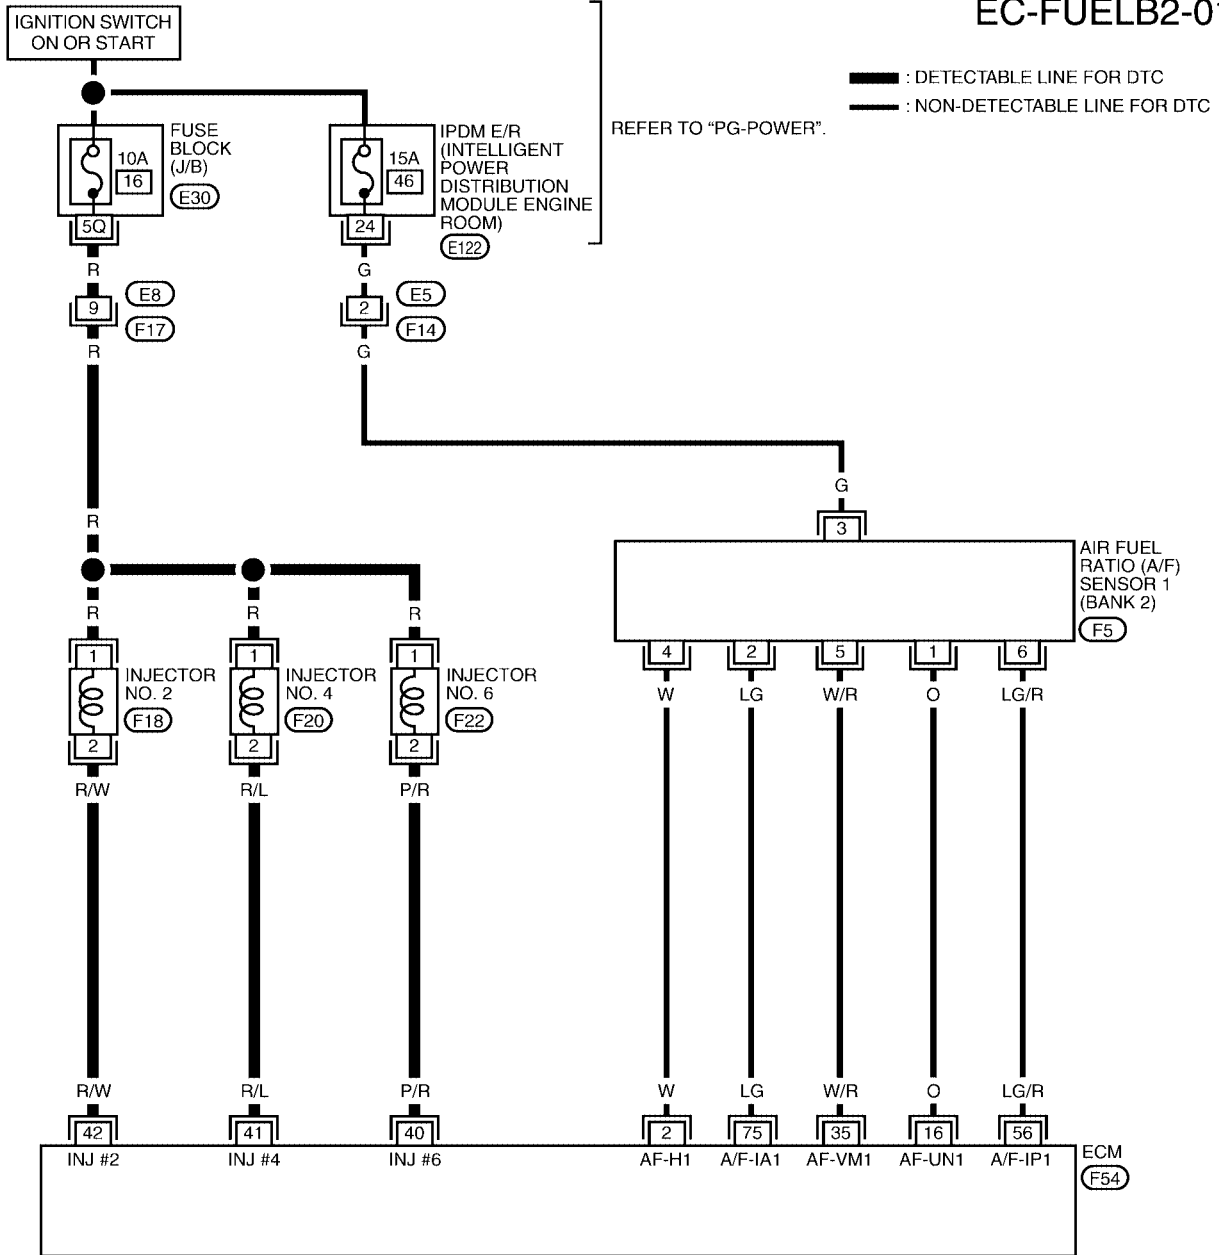 EC-FUELB2-01
IGNITION SWITCH
ON OR START
: DETECTABLE LINE FOR DTC
: NON-DETECTABLE LINE FOR DTC
REFER TO “PG-POWER”.
10A
16
FUSE
BLOCK
(J/B)
E30
15A
46
IPDM E/R
(INTELLIGENT
POWER
DISTRIBUTION
MODULE ENGINE
ROOM)
E122
5Q
24
R
G
9
E8
F17
2
E5
F14
R
G
R
G
3
AIR FUEL
RATIO (A/F)
SENSOR 1
(BANK 2)
F5
R
R
R
1
1
1
INJECTOR
NO. 2
F18
INJECTOR
NO. 4
F20
INJECTOR
NO. 6
F22
2
2
2
4
2
5
1
6
W
LG
W/R
O
LG/R
R/W
R/L
P/R
R/W
R/L
P/R
W
LG
W/R
O
LG/R
42
41
40
2
75
35
16
56
INJ #2
INJ #4
INJ #6
AF-H1
A/F-IA1
AF-VM1
AF-UN1
A/F-IP1
ECM
F54